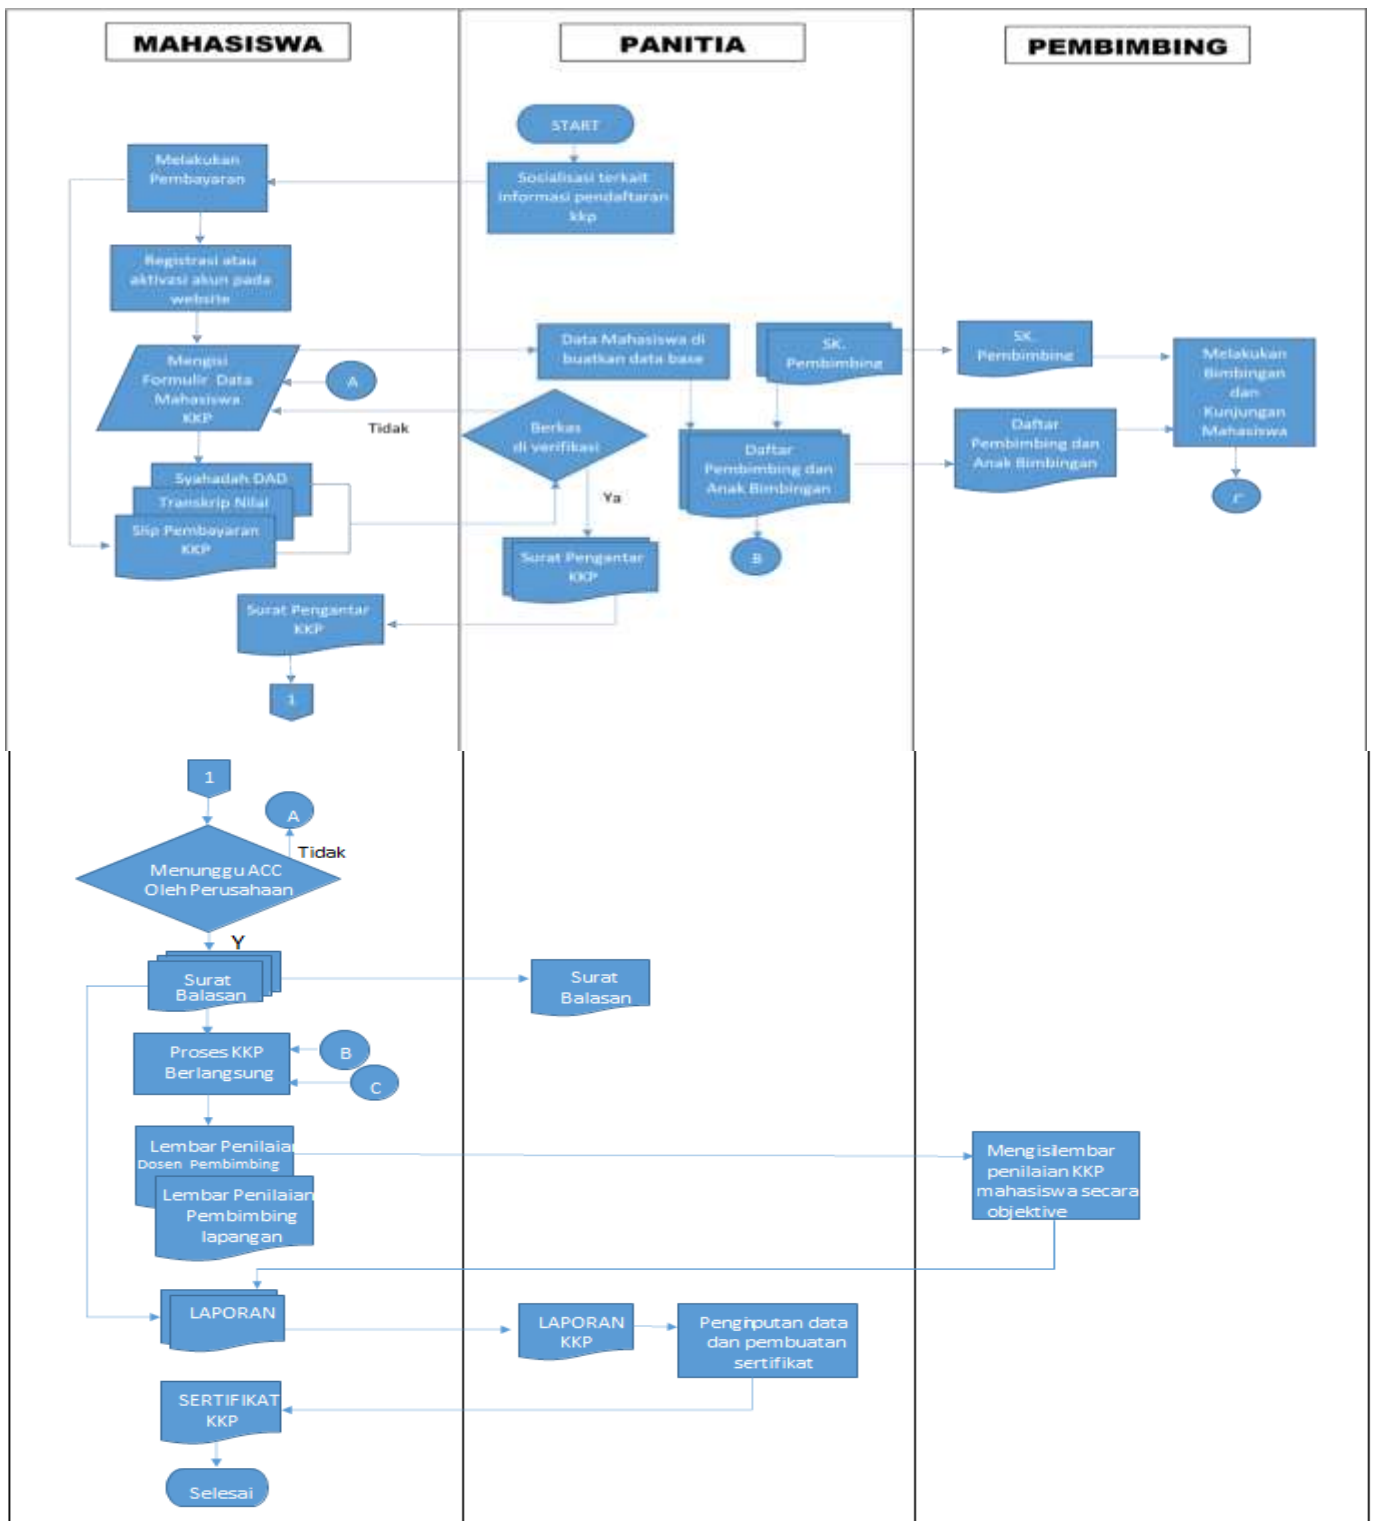 MAHASISWA
PANITIA
PEMBIMBING
START
Melakukan
Pembayaran
Sosialisasi terkait
informasi pendaftaran
kkp
Registrasi atau
aktivasi akun pada
website
Mengisi
Formulir Data
Mahasiswa
KKP
A
Data Mahasiswa di
buatkan data base
SK.
Pembimbing
SK.
Pembimbing
Melakukan
Bimbingan
dan
Kunjungan
Mahasiswa
Tidak
Berkas
di verifikasi
Daftar
Pembimbing dan
Anak Bimbingan
Daftar
Pembimbing dan
Anak Bimbingan
Syahadah DAD
Transkrip Nilai
Slip Pembayaran
KKP
Ya
C
B
Surat Pengantar
KKP
Surat Pengantar
KKP
1
1
A
Tidak
Menunggu ACC
Oleh Perusahaan
Y
Surat
Balasan
Surat
Balasan
Proses KKP
Berlangsung
B
C
Lembar Penilaian
Dosen Pembimbing
Lembar Penilaian
Pembimbing
lapangan
Mengisilembar
penilaian KKP
mahasiswa secara
objektive
LAPORAN
LAPORAN
KKP
Penginputan data
dan pembuatan
sertifikat
SERTIFIKAT
KKP
Selesai